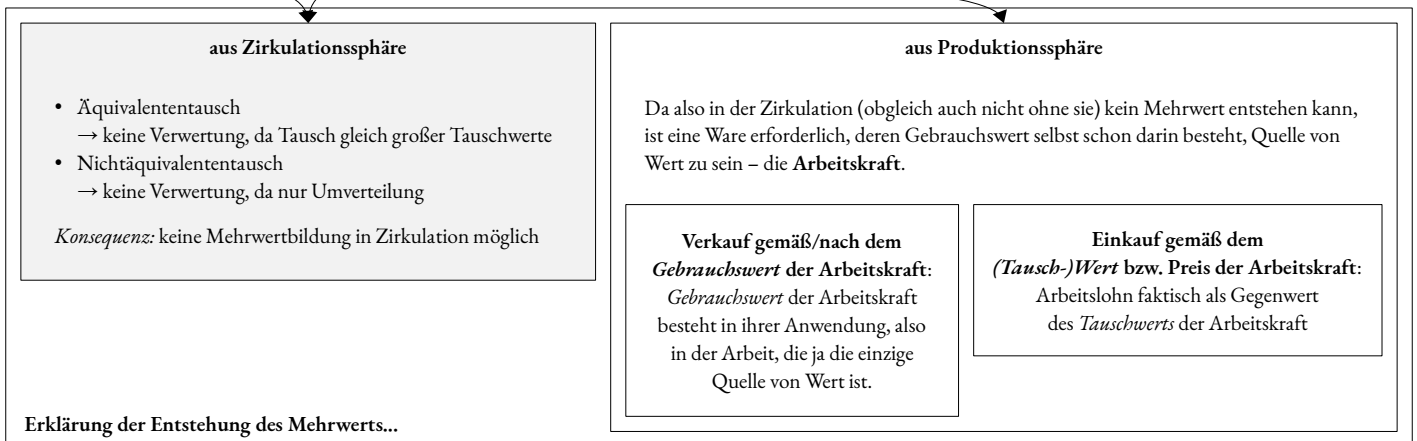 aus Zirkulationssphäre
• Äquivalententausch
→ keine Verwertung, da Tausch gleich großer Tauschwerte
• Nichtäquivalententausch
→ keine Verwertung, da nur Umverteilung
Konsequenz: keine Mehrwertbildung in Zirkulation möglich
aus Produktionssphäre
Da also in der Zirkulation (obgleich auch nicht ohne sie) kein Mehrwert entstehen kann,
ist eine Ware erforderlich, deren Gebrauchswert selbst schon darin besteht, Quelle von
Wert zu sein – die Arbeitskraft.
Verkauf gemäß/nach dem
Gebrauchswert der Arbeitskraft:
Gebrauchswert der Arbeitskraft
besteht in ihrer Anwendung, also
in der Arbeit, die ja die einzige
Quelle von Wert ist.
Einkauf gemäß dem
(Tausch-)Wert bzw. Preis der Arbeitskraft:
Arbeitslohn faktisch als Gegenwert
des Tauschwerts der Arbeitskraft
Erklärung der Entstehung des Mehrwerts...